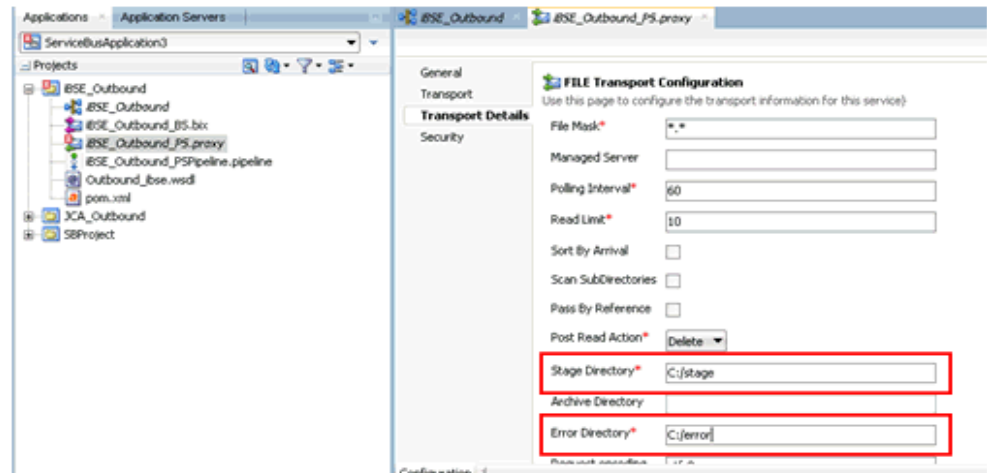 Applications
Application Servers
ServiceBusApplication3
Projects
iBSE_Outbound
iBSE_Outbound
iBSE_Outbound_BS.bix
iBSE_Outbound_PS.proxy
iBSE_Outbound_PSPipeline.pipeline
Outbound_ibse.wsdl
pom.xml
JCA_Outbound
SBProject
iBSE_Outbound
iBSE_Outbound_PS.proxy
General
Transport
Transport Details
Security
FILE Transport Configuration
Use this page to configure the transport information for this service)
File Mask* *.*
Managed Server
Polling Interval* 60
Read Limit* 10
Sort By Arrival
Scan SubDirectories
Pass By Reference
Post Read Action* Delete
Stage Directory* C:/stage
Archive Directory
Error Directory* C:/error